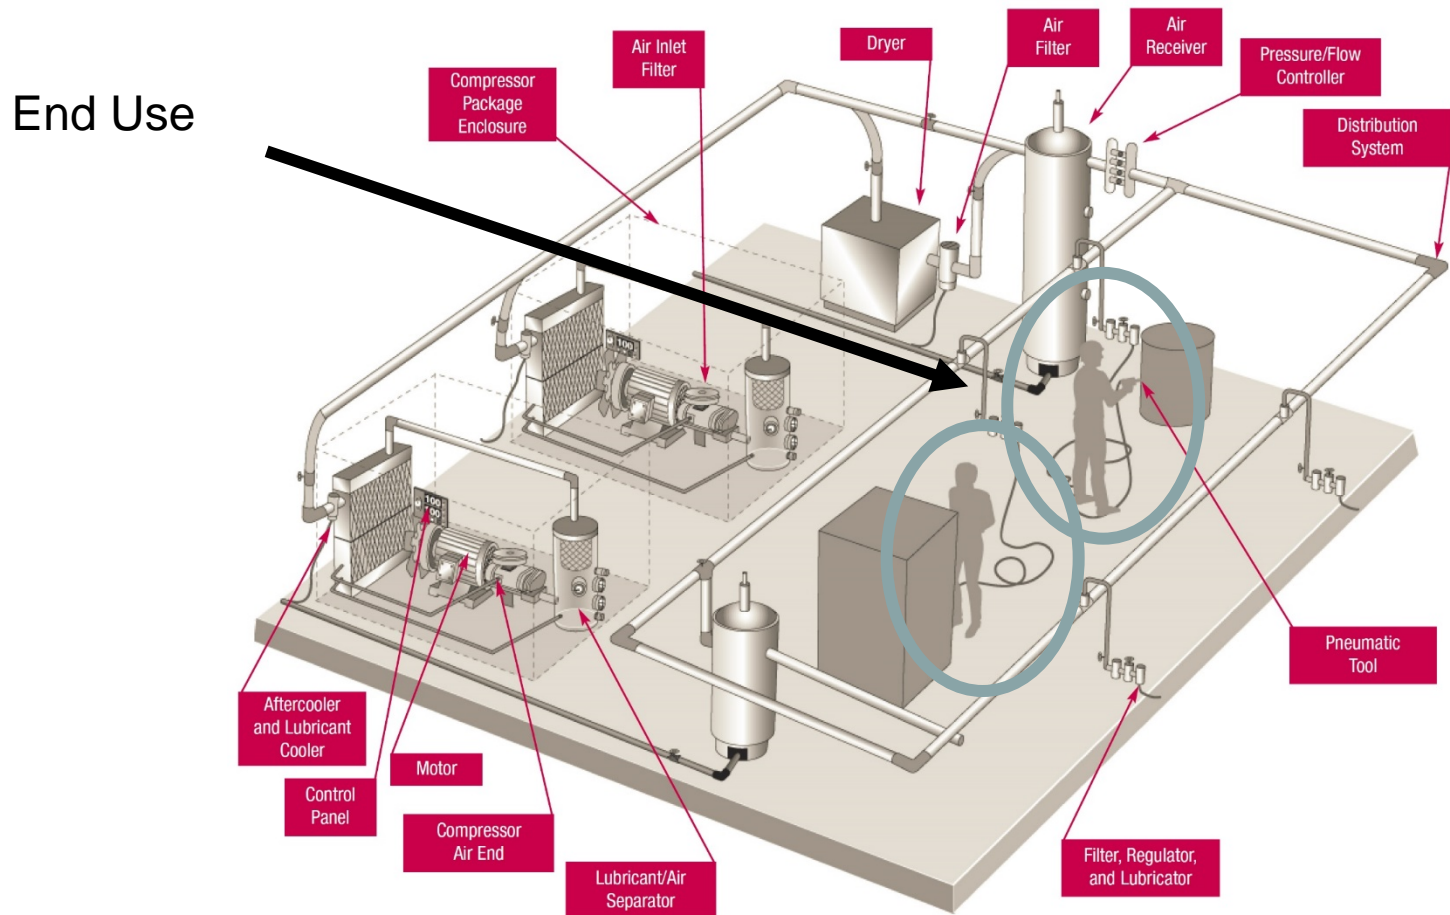 End Use
Compressor
Package
Enclosure
Air Inlet
Filter
Dryer
Air
Filter
Air
Receiver
Pressure/Flow
Controller
Distribution
System
100
100
00
Aftercooler
and Lubricant
Cooler
Control
Panel
Motor
Compressor
Air End
Lubricant/Air
Separator
Filter, Regulator,
and Lubricator
Pneumatic
Tool